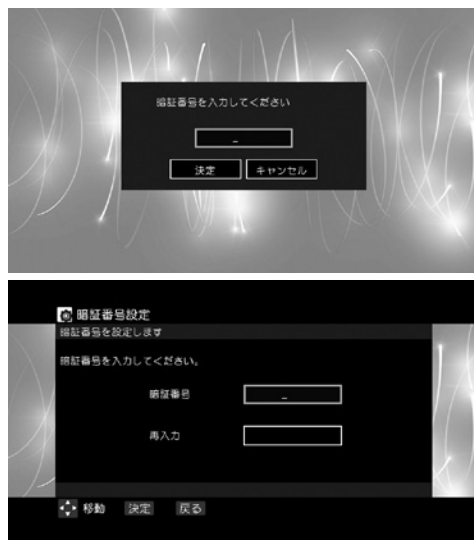 暗証番号を入力してください
_
決定 キャンセル
暗証番号設定
暗証番号を設定します
暗証番号を入力してください。
暗証番号 _
再入力
移動 決定 戻る